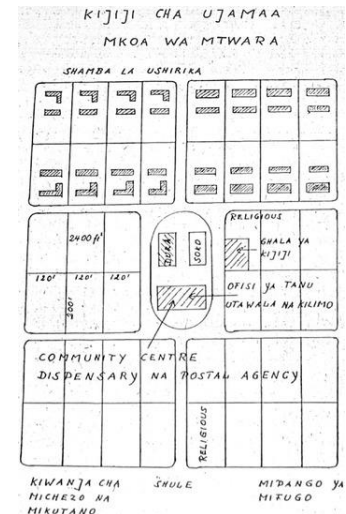 KIJIJI CHA UJAMAA
MKOA WA MTWARA
SHAMBA LA USHIRIKA
RELIGIOUS
2400ft'
DUKA
SOKO
GHALA YA
KIJIJI
120' 120' 120'
200'
OFISI YA TANU
UTAWALA NA KILIMO
COMMUNITY CENTRE
DISPENSARY NA POSTAL AGENCY
RELIGIOUS
KIWANJA CHA
MICHEZO NA
MIKUTANO
SHULE
MIDANGO YA
MIFUGO